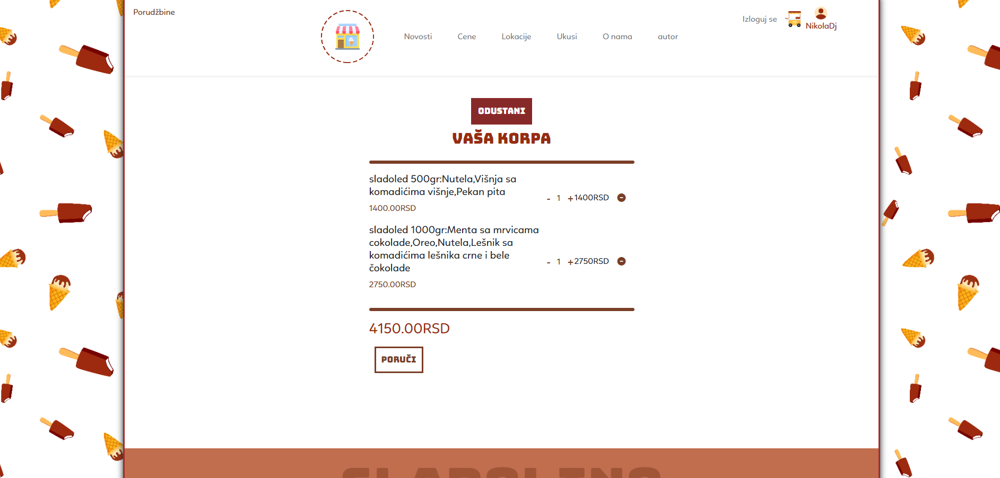 Porudžbine
Izloguj se
NikolaDj
Novosti
Cene
Lokacije
Ukusi
O nama
autor
ODUSTANI
VAŠA KORPA
sladoled 500gr:Nutela,Višnja sa
komadićima višnje,Pekan pita
1400.00RSD
- 1 +1400RSD
sladoled 1000gr:Menta sa mrvicama
cokolade,Oreo,Nutela,Lešnik sa
komadićima lešnika crne i bele
čokolade
2750.00RSD
- 1 +2750RSD
4150.00RSD
PORUČI